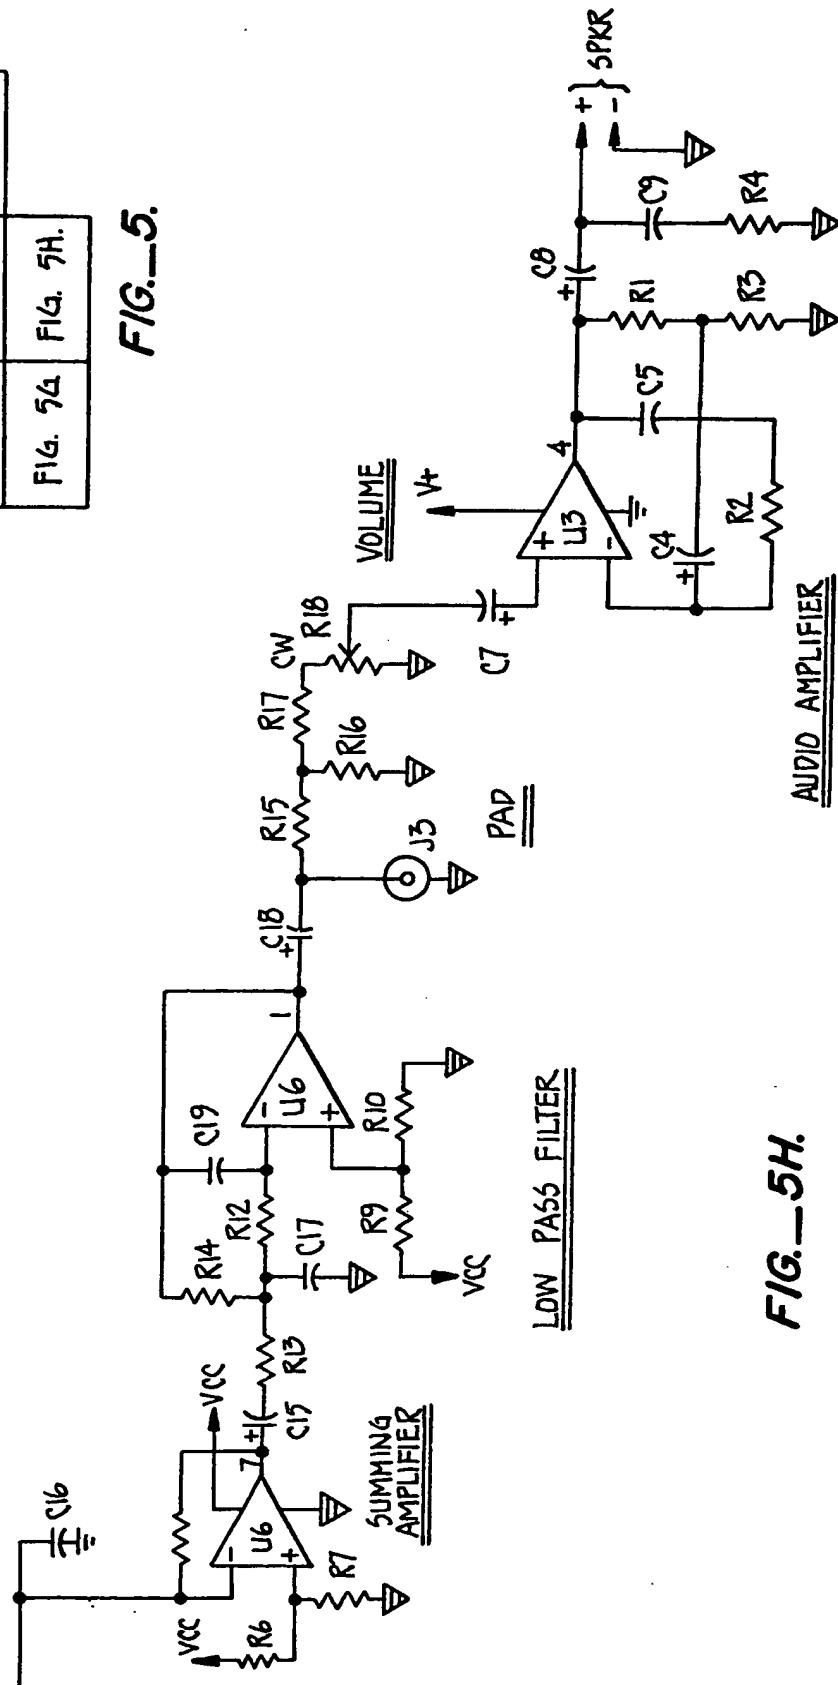 FIG. 5G
FIG. 5H.
FIG._5.
C16
VCC
R6
R7
U6
-
+
7
VCC
SUMMING
AMPLIFIER
+
C15
R13
R14
C17
R12
C19
-
U6
+
1
R9
VCC
R10
LOW PASS FILTER
+
C18
J3
PAD
R15
R16
R17
CW
R18
VOLUME
C7
+
V+
+
U3
-
4
C4
+
R2
C5
R1
R3
C8
+
C9
R4
+
-
SPKR
AUDIO AMPLIFIER
FIG._5H.